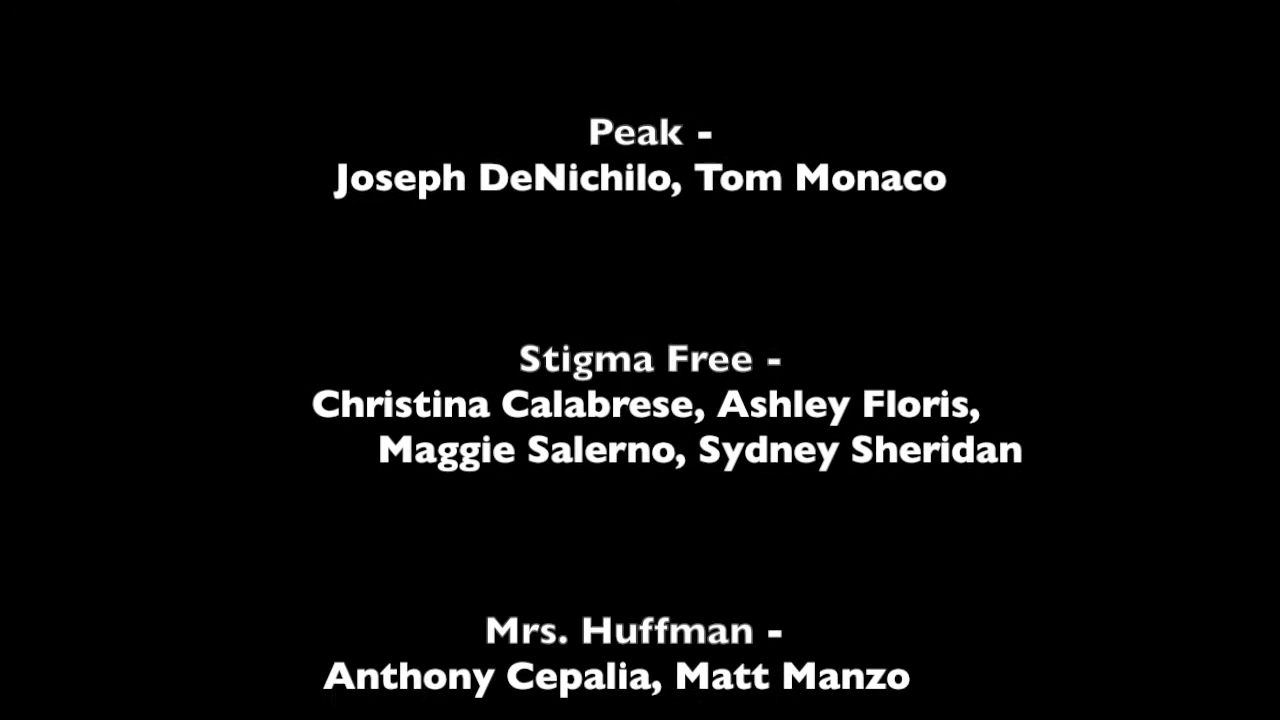 Peak -
Joseph DeNichilo, Tom Monaco
Stigma Free -
Christina Calabrese, Ashley Floris,
Maggie Salerno, Sydney Sheridan
Mrs. Huffman -
Anthony Cepalia, Matt Manzo